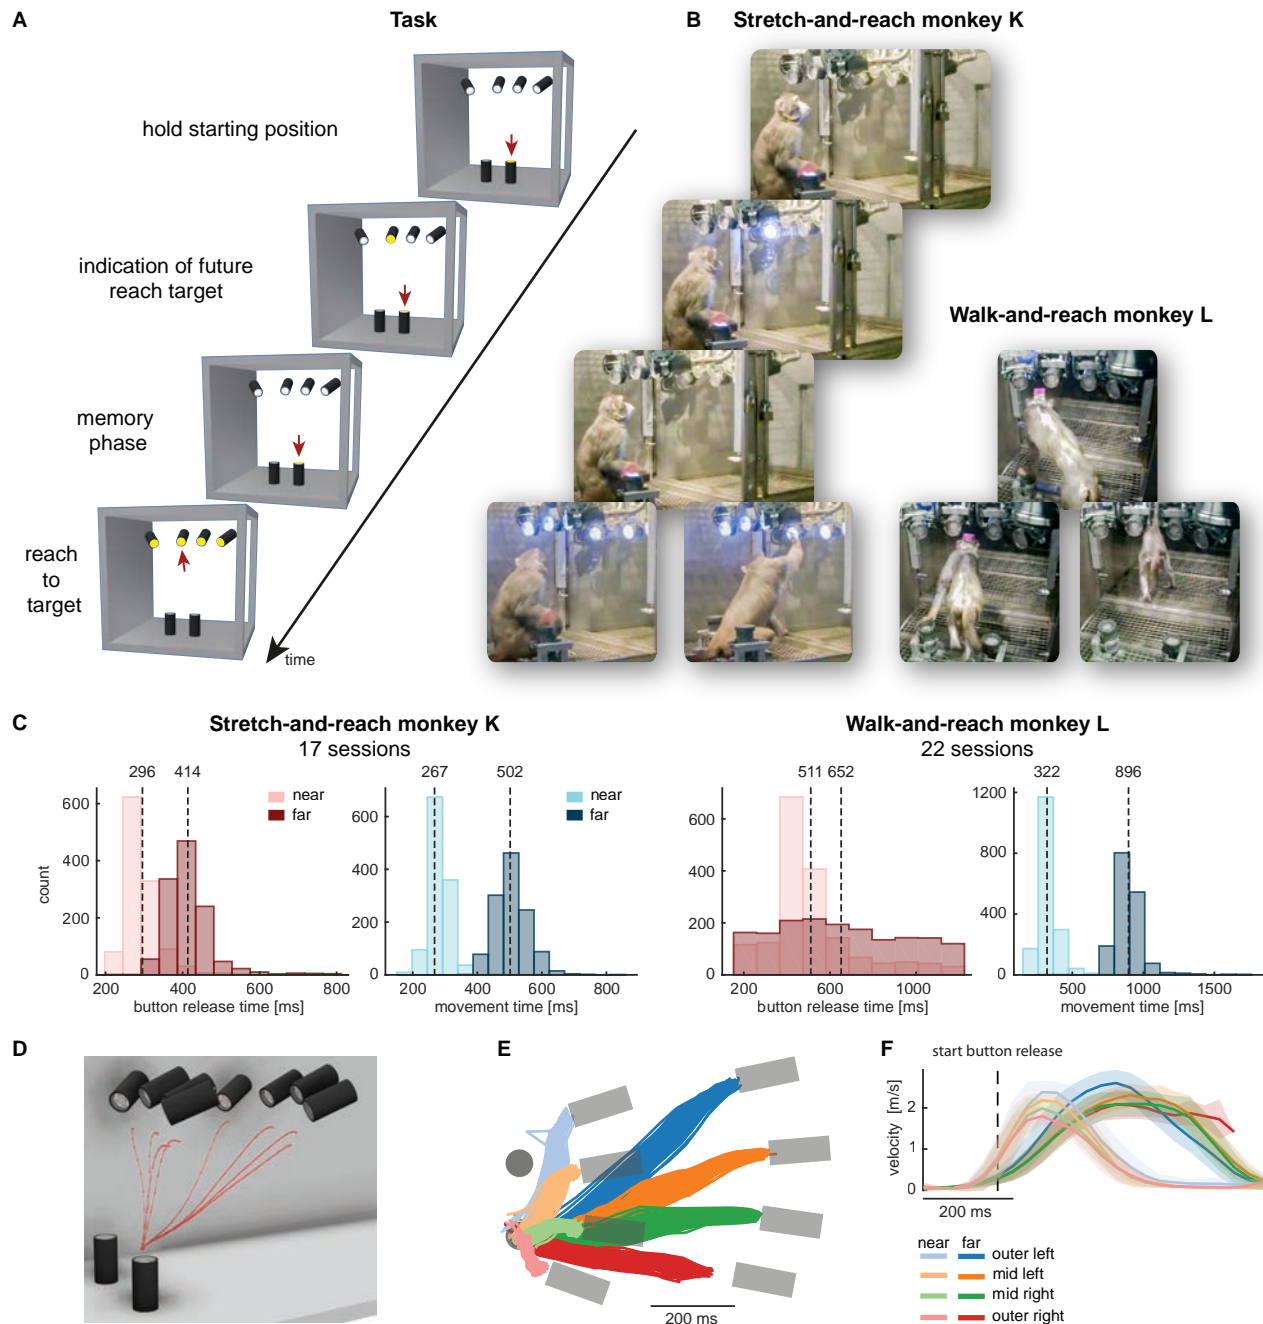 A
Task
hold starting position
indication of future
reach target
memory
phase
reach
to
target
time
B
Stretch-and-reach monkey K
Walk-and-reach monkey L
C
Stretch-and-reach monkey K
17 sessions
296
414
near
far
600
400
200
0
count
200
400
600
800
button release time [ms]
267
502
near
far
600
400
200
0
200
400
600
800
movement time [ms]
Walk-and-reach monkey L
22 sessions
511
652
600
400
200
0
200
600
1000
button release time [ms]
322
896
1200
800
400
0
500
1000
1500
movement time [ms]
D
E
200 ms
F
start button release
velocity [m/s]
2
1
0
200 ms
near
far
outer left
mid left
mid right
outer right